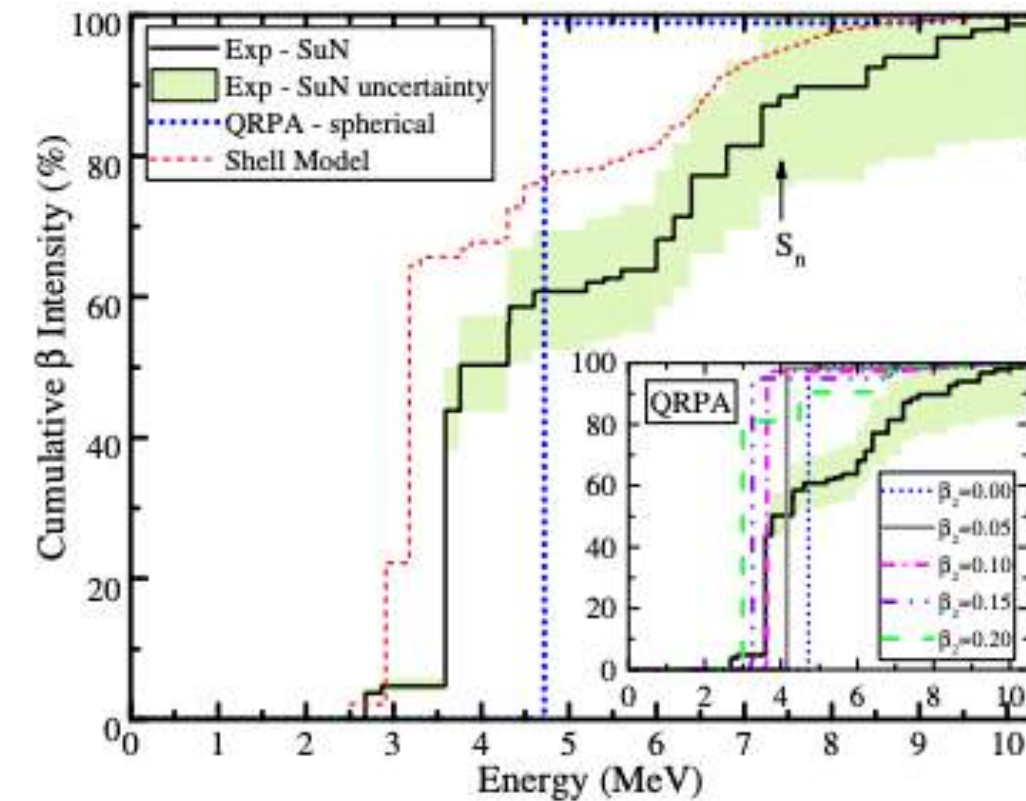 100
80
60
40
20
0
Cumulative β Intensity (%)
Exp - SuN
Exp - SuN uncertainty
QRPA - spherical
Shell Model
Sn
100
80
60
40
20
0
QRPA
β2=0.00
β2=0.05
β2=0.10
β2=0.15
β2=0.20
0 2 4 6 8 10
0 1 2 3 4 5 6 7 8 9 10
Energy (MeV)